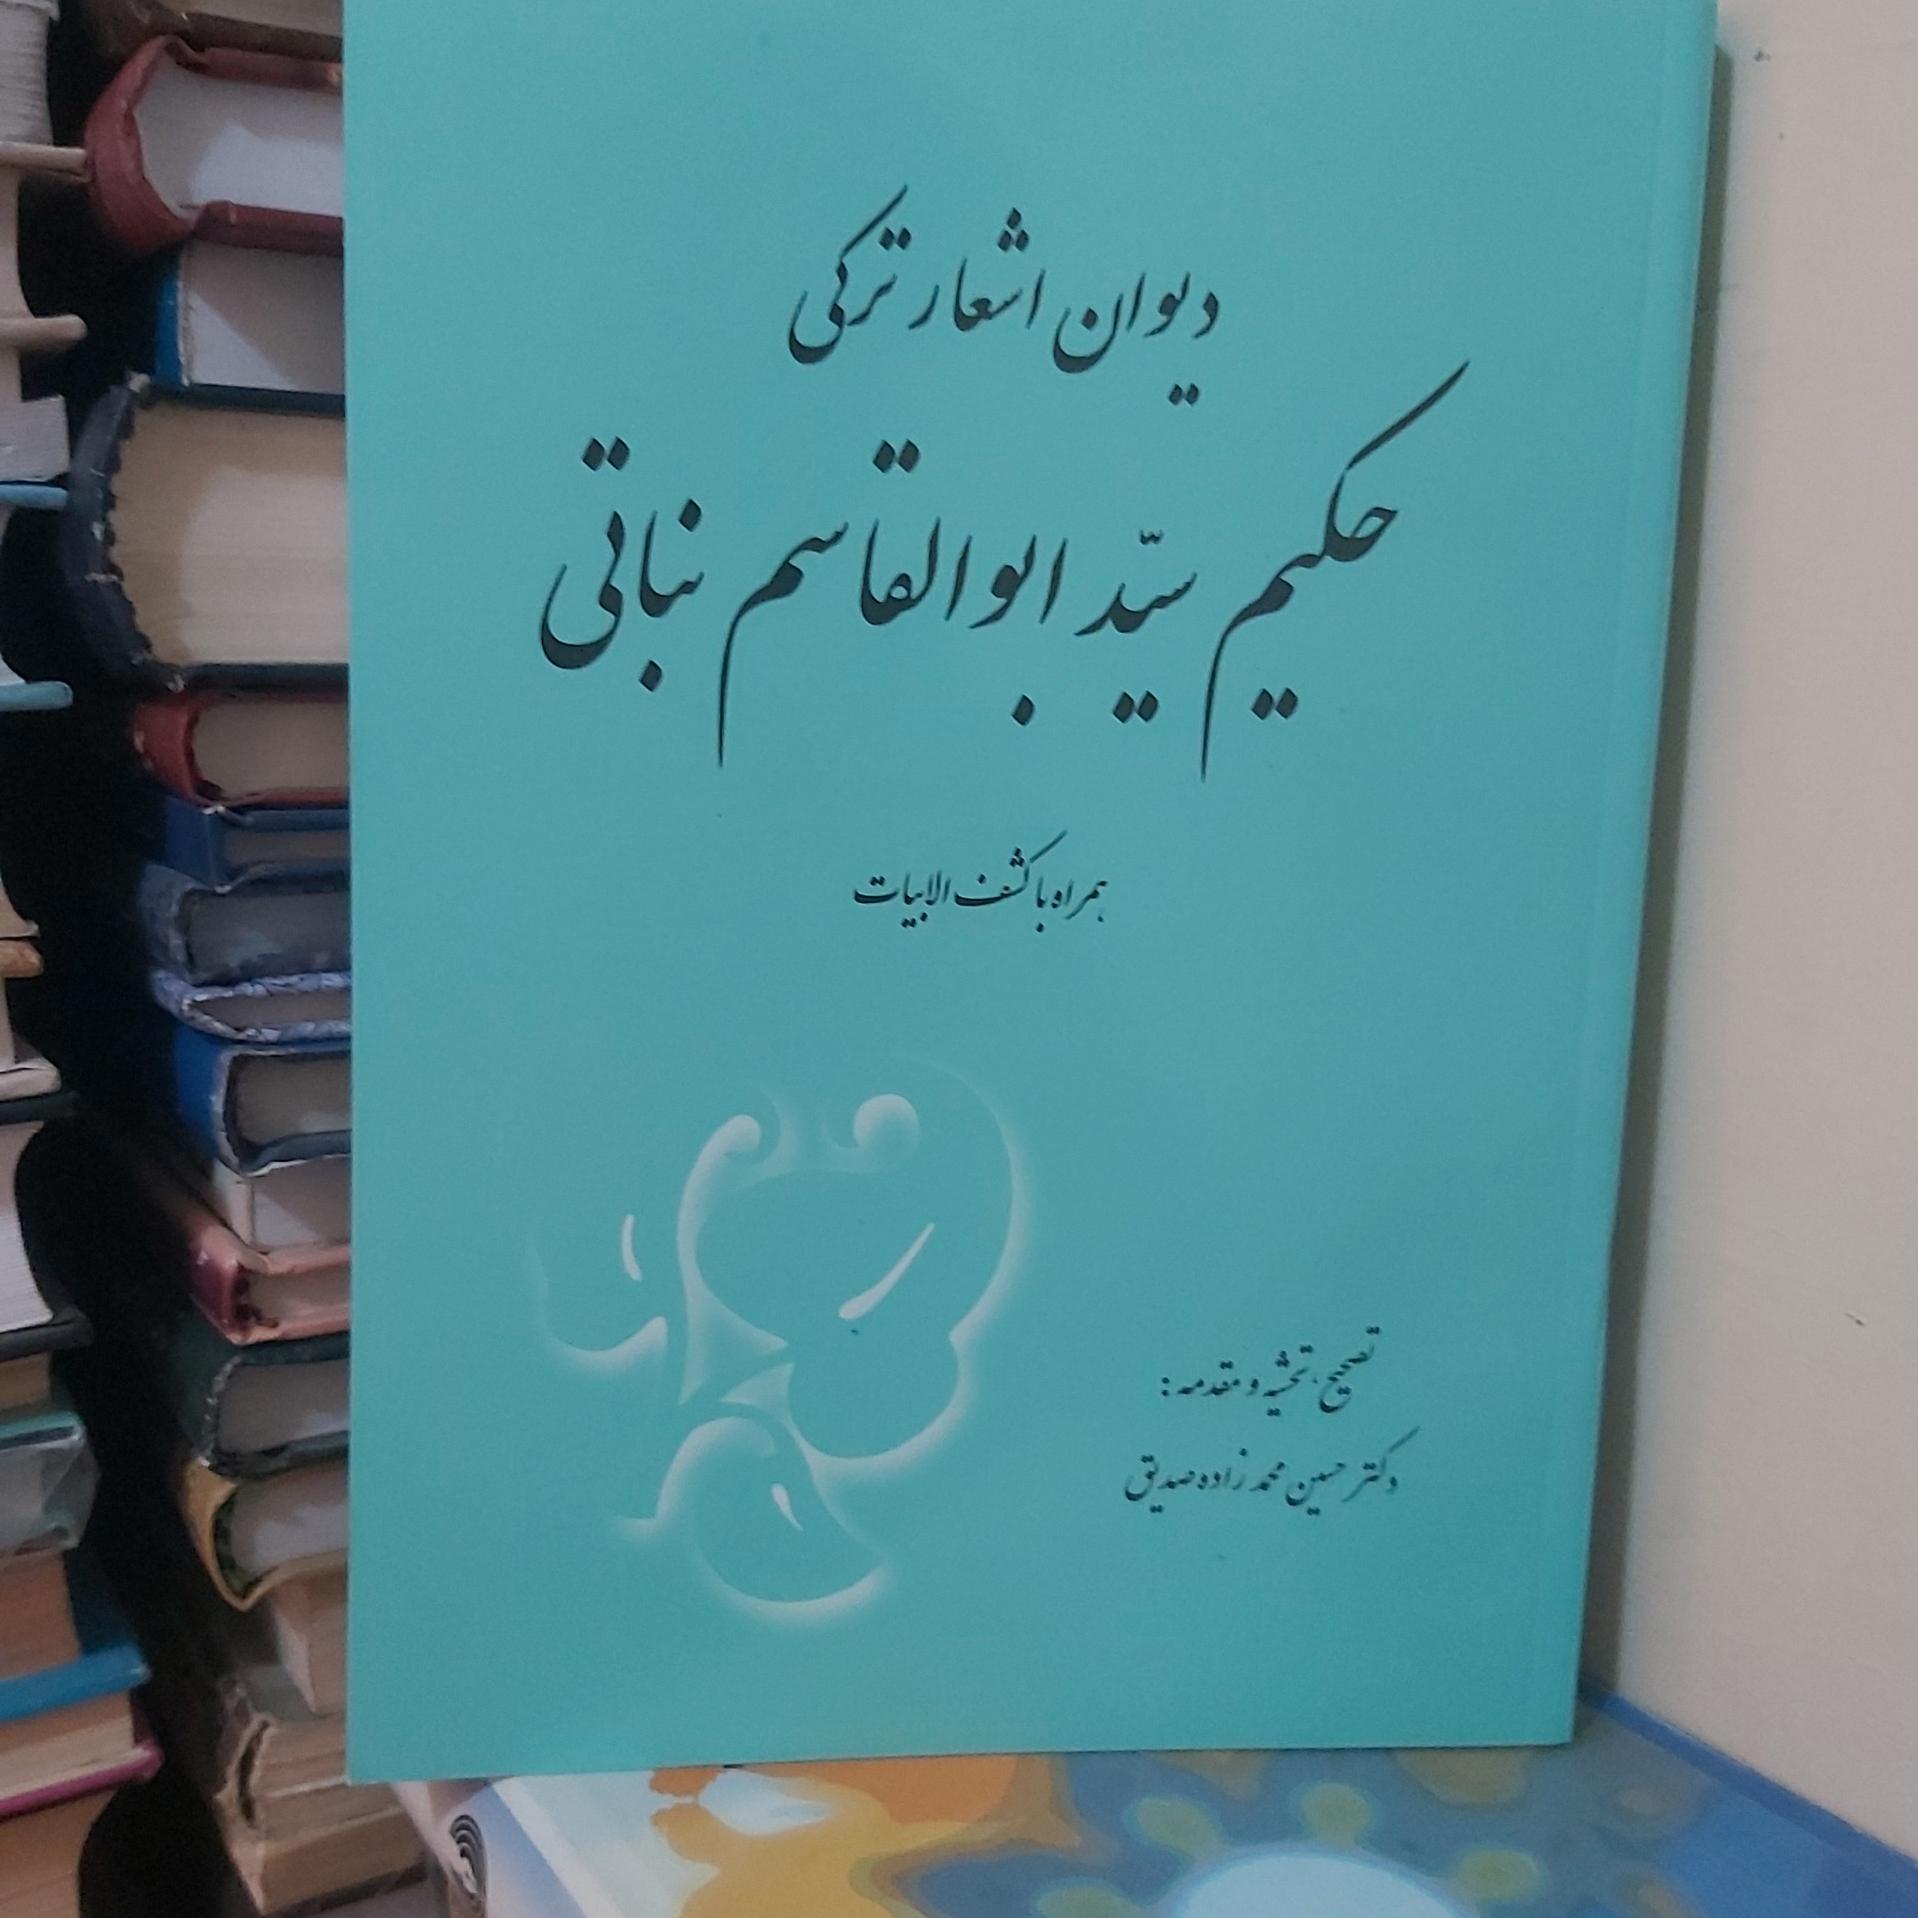 دیوان اشعار ترکی
حکیم سیّد ابوالقاسم نباتی
همراه با کشف الابیات
تصحیح، تحشیه و مقدمه:
دکتر حسین محمدزاده صدیق